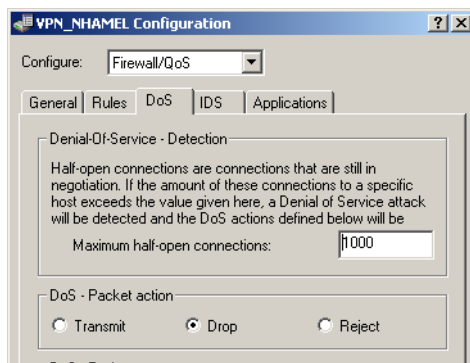 VPN_NHAMEL Configuration
Configure: Firewall/QoS
General Rules DoS IDS Applications
Denial-Of-Service - Detection
Half-open connections are connections that are still in
negotiation. If the amount of these connections to a specific
host exceeds the value given here, a Denial of Service attack
will be detected and the DoS actions defined below will be
Maximum half-open connections: 1000
DoS - Packet action
Transmit Drop Reject